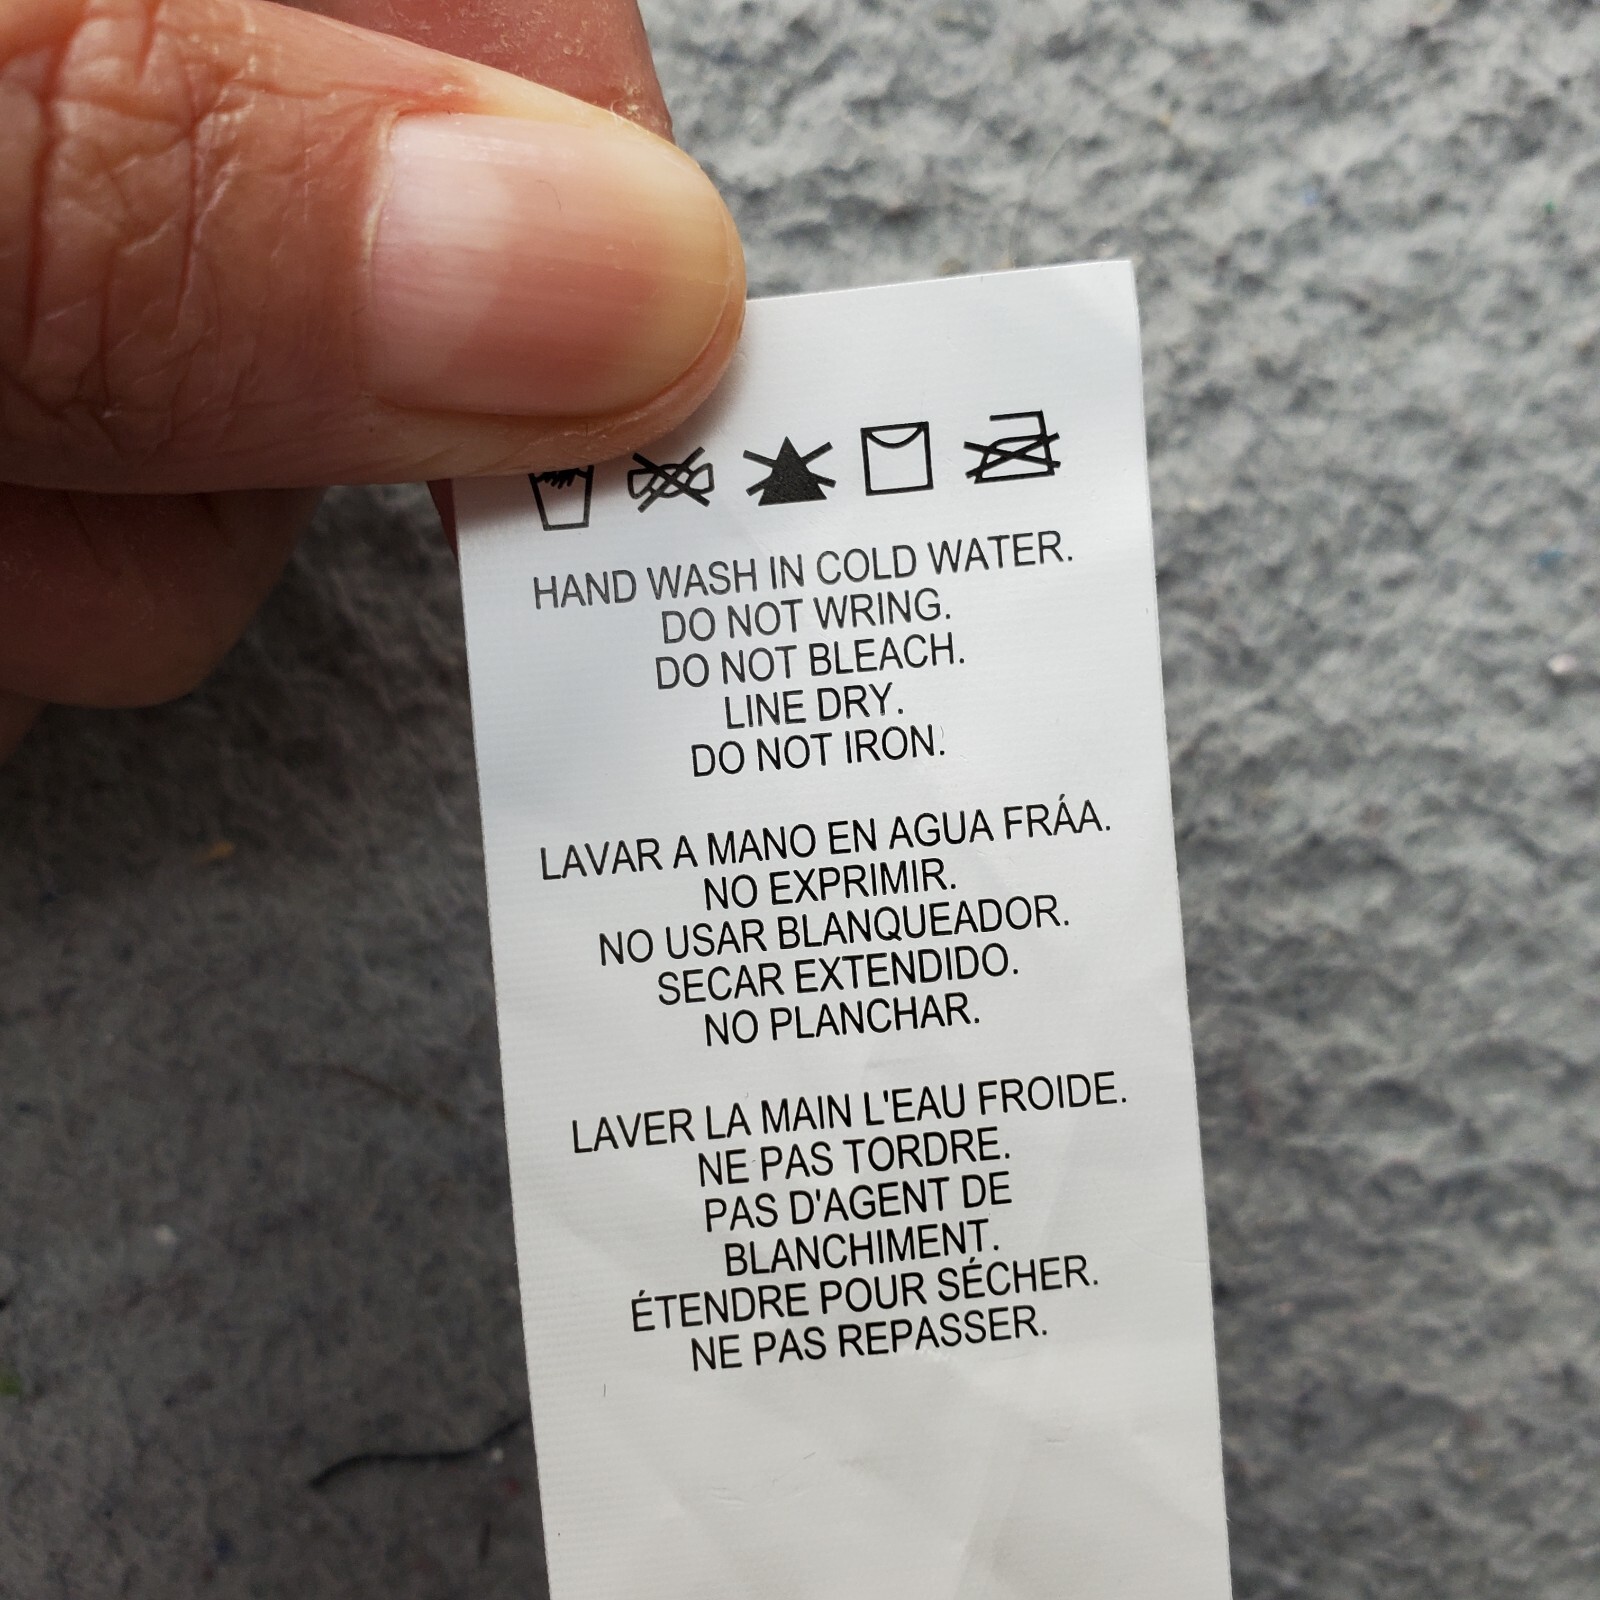 HAND WASH IN COLD WATER.
DO NOT WRING.
DO NOT BLEACH.
LINE DRY.
DO NOT IRON.
LAVAR A MANO EN AGUA FRÁA.
NO EXPRIMIR.
NO USAR BLANQUEADOR.
SECAR EXTENDIDO.
NO PLANCHAR.
LAVER LA MAIN L'EAU FROIDE.
NE PAS TORDRE.
PAS D'AGENT DE
BLANCHIMENT.
ÉTENDRE POUR SÉCHER.
NE PAS REPASSER.